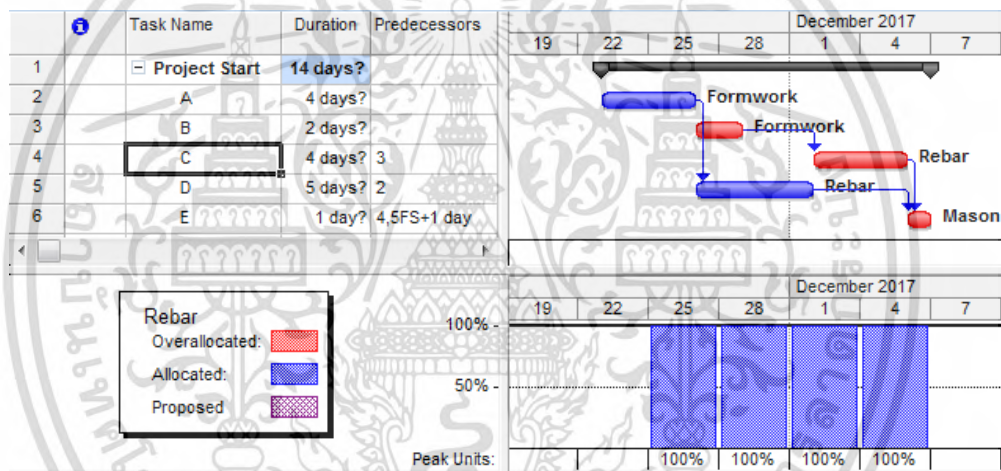 Task Name Duration Predecessors December 2017
19 22 25 28 1 4 7
1 Project Start 14 days?
2 A 4 days? Formwork
3 B 2 days? Formwork
4 C 4 days? 3 Rebar
5 D 5 days? 2 Rebar
6 E 1 day? 4,5FS+1 day Mason
December 2017
19 22 25 28 1 4 7
Rebar
Overallocated:
Allocated:
Proposed
100% -
50% -
Peak Units: 100% 100% 100% 100%